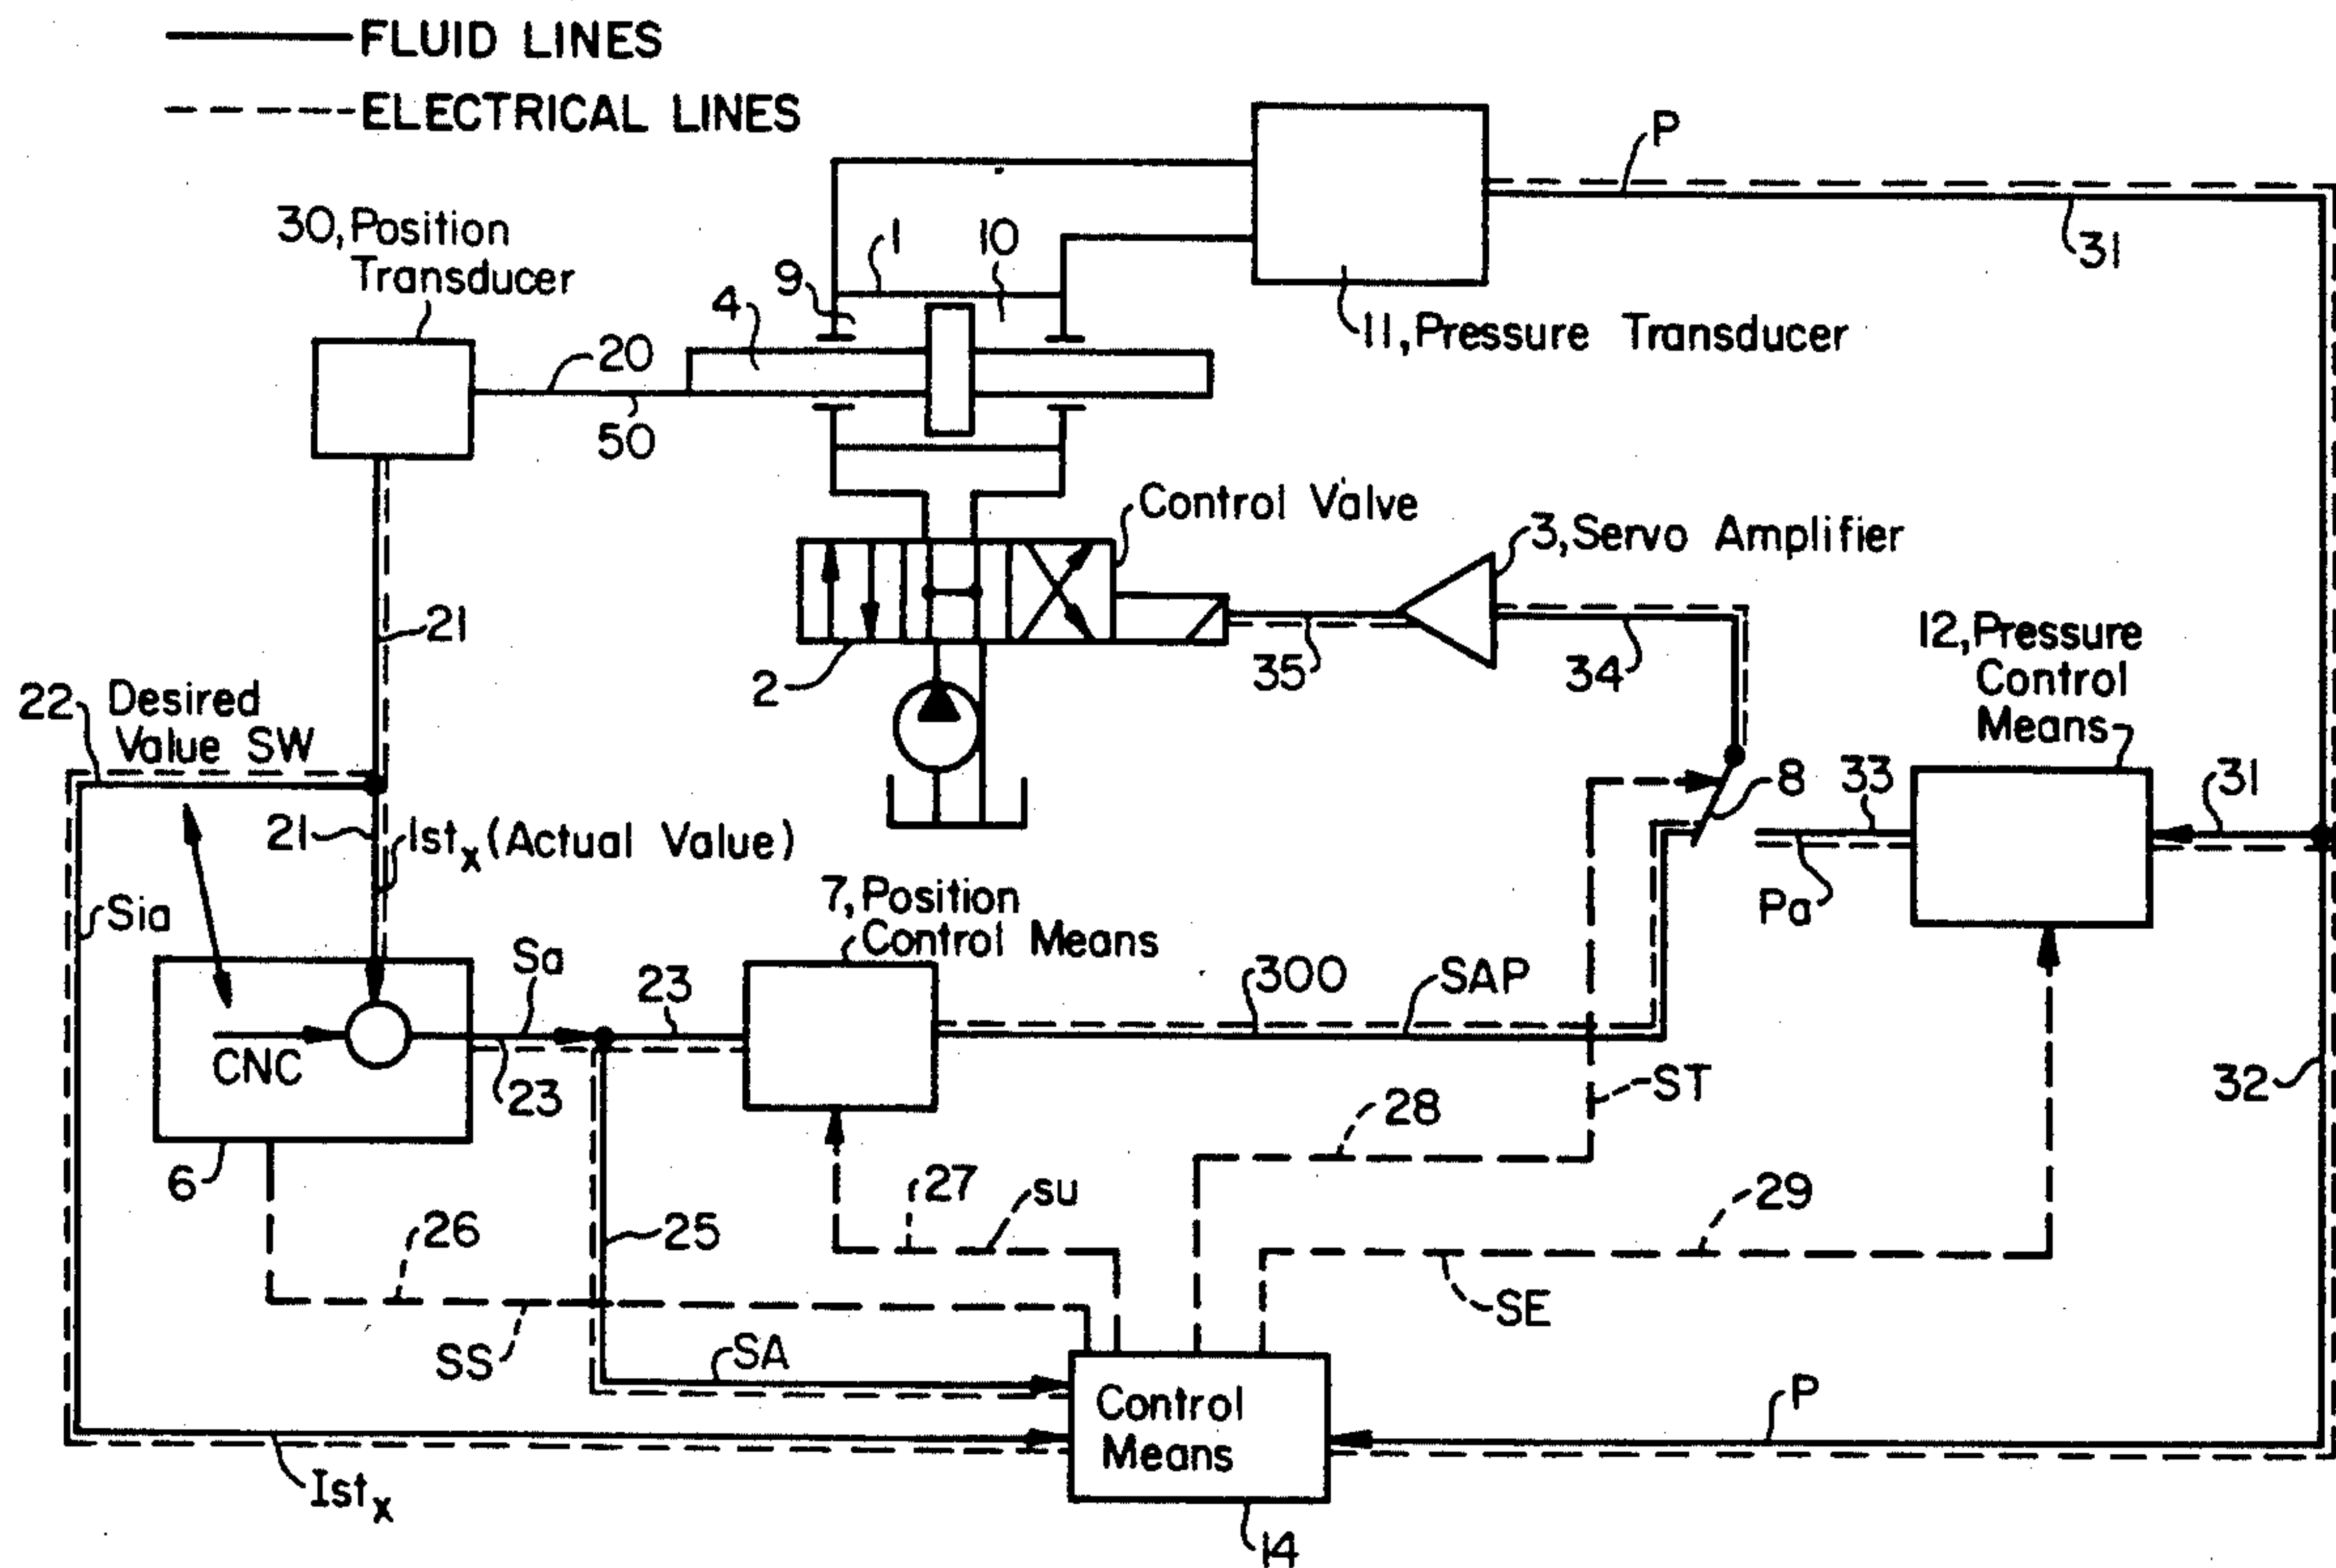 FLUID LINES
ELECTRICAL LINES
P
30, Position
Transducer
1
10
9
4
31
11, Pressure Transducer
20
50
Control Valve
3, Servo Amplifier
21
2
35
34
12, Pressure
Control
Means
22
Desired
Value SW
8
33
31
21
Istx (Actual Value)
Pa
Sia
7, Position
Control Means
Sa
23
300
SAP
CNC
23
ST
32
28
6
27
su
29
26
25
SE
SS
SA
P
Control
Means
Istx
14